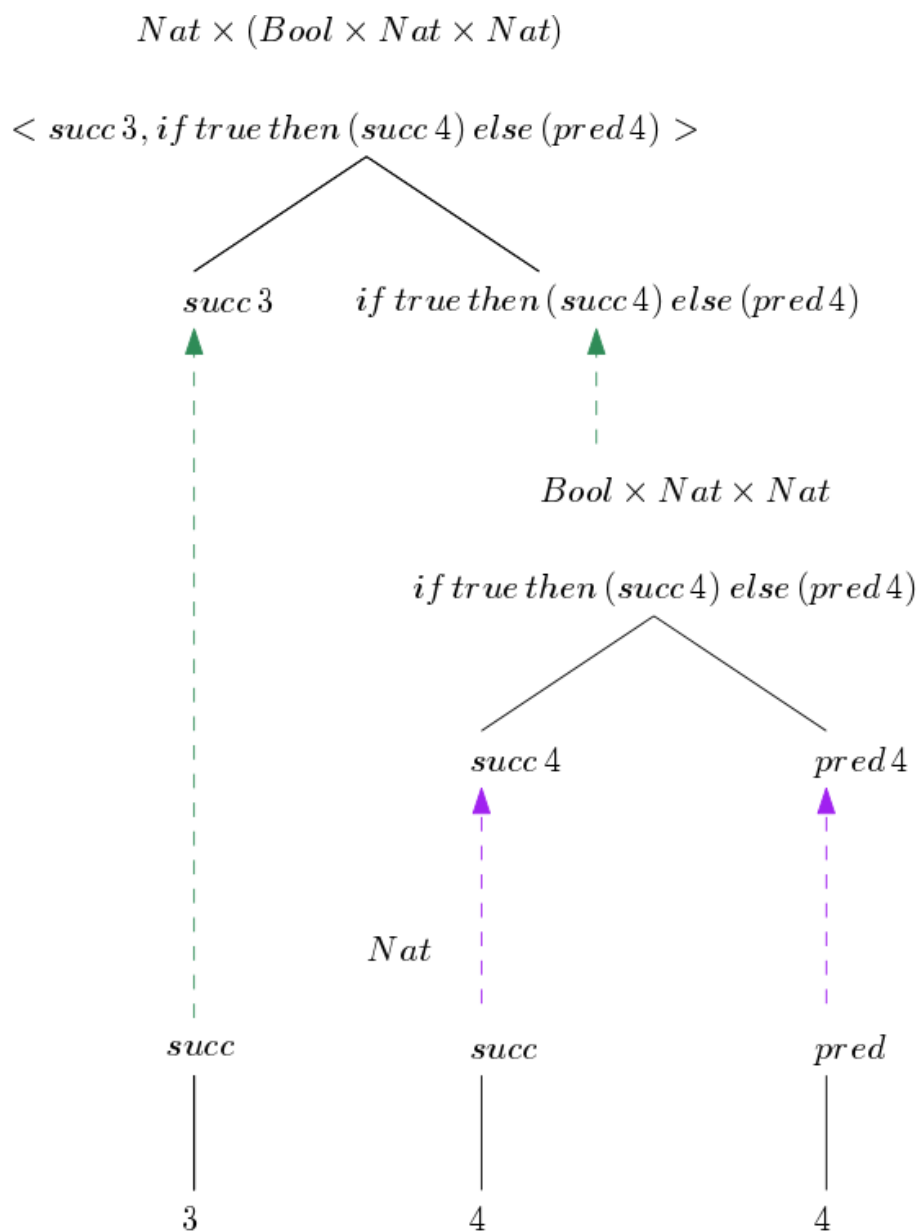 Nat × (Bool × Nat × Nat)
< succ 3, if true then (succ 4) else (pred 4) >
succ 3 if true then (succ 4) else (pred 4)
Bool × Nat × Nat
if true then (succ 4) else (pred 4)
succ 4 pred 4
Nat
succ succ pred
3 4 4